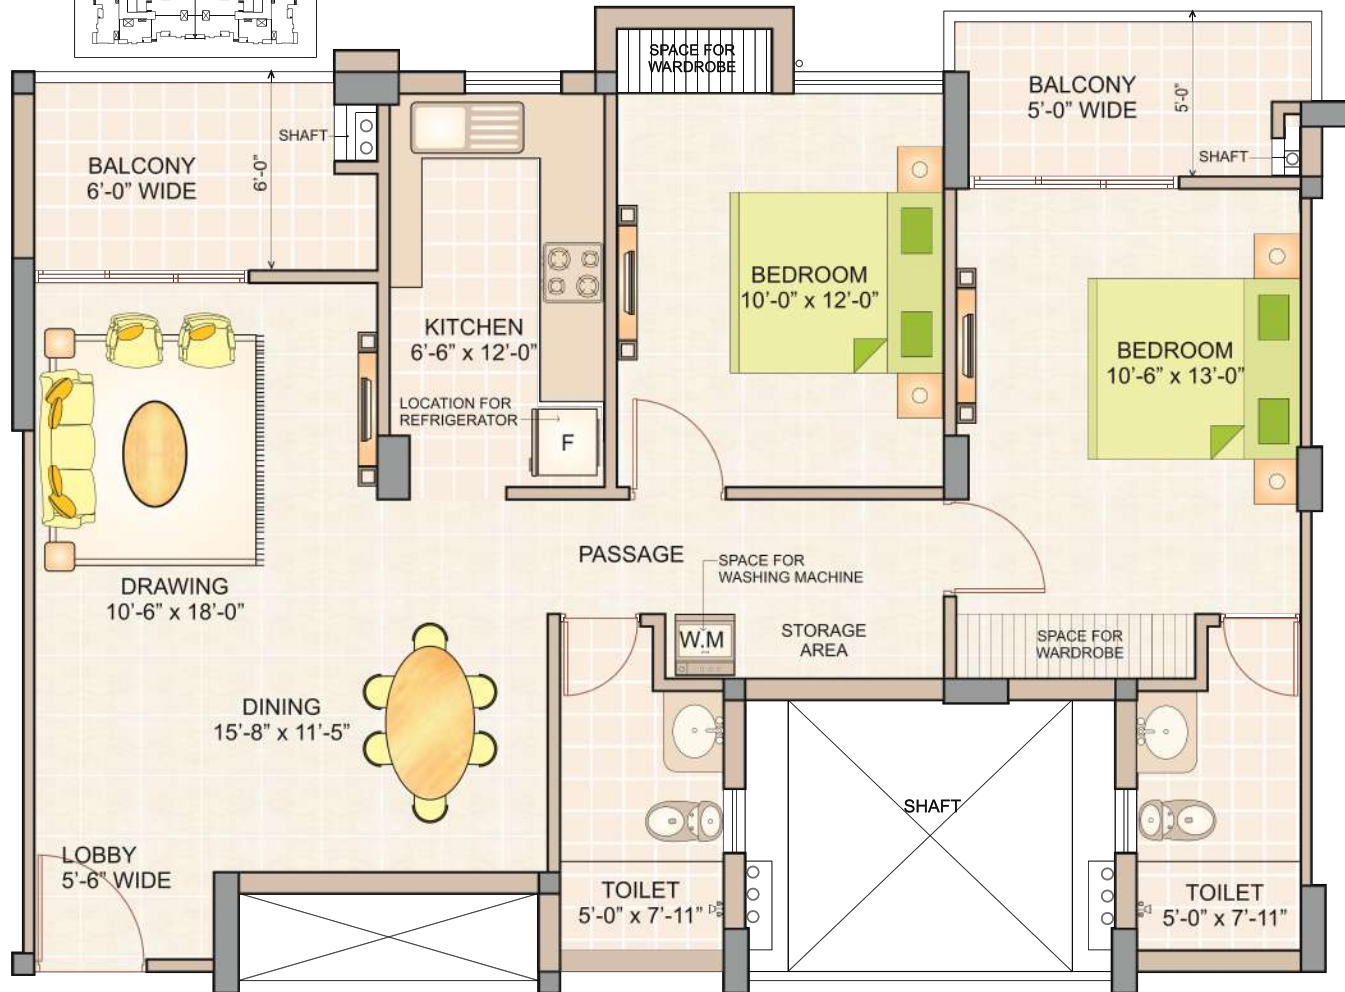 SPACE FOR
WARDROBE
BALCONY
5'-0" WIDE
5'-0"
SHAFT
SHAFT
BALCONY
6'-0" WIDE
6'-0"
BEDROOM
10'-0" x 12'-0"
KITCHEN
6'-6" x 12'-0"
BEDROOM
10'-6" x 13'-0"
LOCATION FOR
REFRIGERATOR
F
PASSAGE
SPACE FOR
WASHING MACHINE
DRAWING
10'-6" x 18'-0"
W.M
STORAGE
AREA
SPACE FOR
WARDROBE
DINING
15'-8" x 11'-5"
SHAFT
LOBBY
5'-6" WIDE
TOILET
5'-0" x 7'-11"
TOILET
5'-0" x 7'-11"